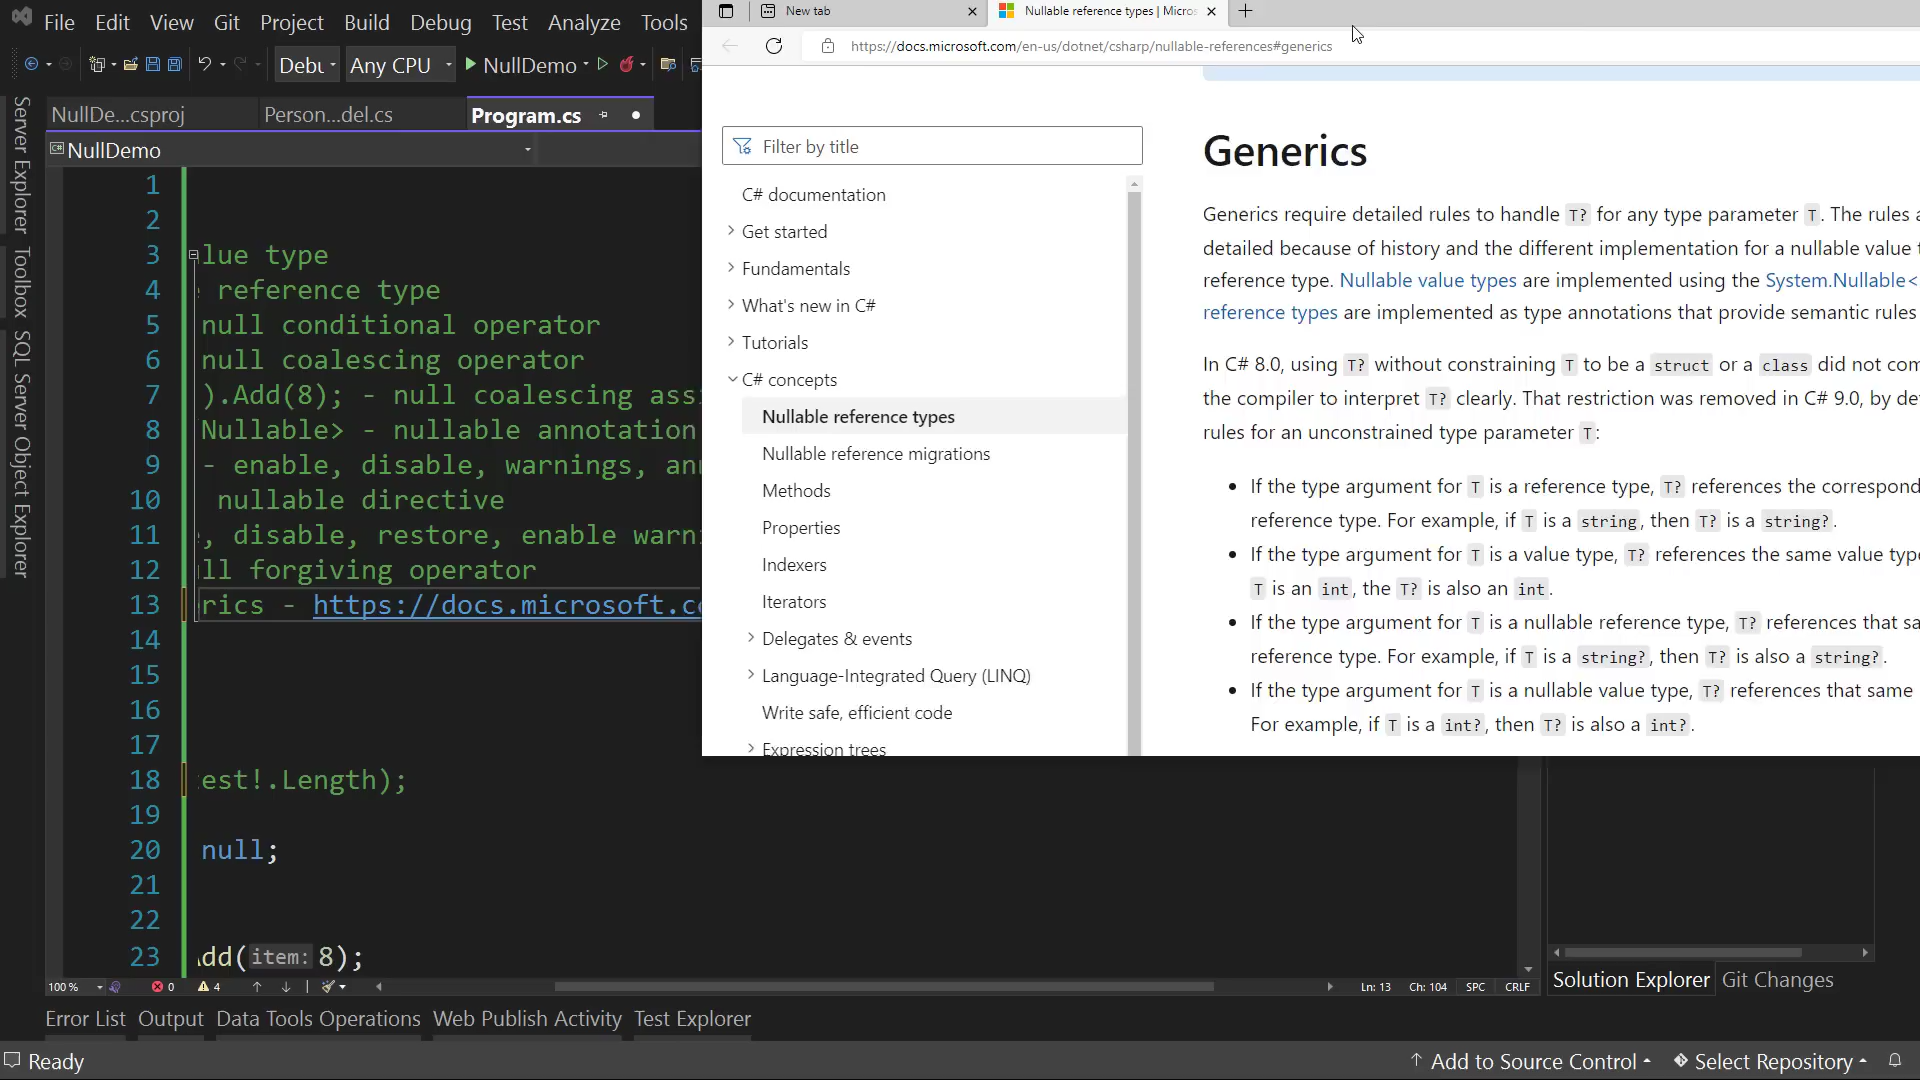 File Edit View Git Project Build Debug Test Analyze Tools
Debu Any CPU NullDemo
NullDe...csproj Person...del.cs Program.cs
NullDemo
Server Explorer
Toolbox
SQL Server Object Explorer
1
2
3 lue type
4 reference type
5 null conditional operator
6 null coalescing operator
7 ).Add(8); - null coalescing assi
8 Nullable> - nullable annotation
9 - enable, disable, warnings, ann
10 nullable directive
11 , disable, restore, enable warni
12 ll forgiving operator
13 rics - https://docs.microsoft.co
14
15
16
17
18 est!.Length);
19
20 null;
21
22
23 Add(item: 8);
100 % 0 4 Ln: 13 Ch: 104 SPC CRLF
Error List Output Data Tools Operations Web Publish Activity Test Explorer
Ready
Add to Source Control Select Repository
Solution Explorer Git Changes
New tab
Nullable reference types | Micros
https://docs.microsoft.com/en-us/dotnet/csharp/nullable-references#generics
Filter by title
C# documentation
Get started
Fundamentals
What's new in C#
Tutorials
C# concepts
Nullable reference types
Nullable reference migrations
Methods
Properties
Indexers
Iterators
Delegates & events
Language-Integrated Query (LINQ)
Write safe, efficient code
Expression trees
Generics
Generics require detailed rules to handle T? for any type parameter T. The rules a
detailed because of history and the different implementation for a nullable value t
reference type. Nullable value types are implemented using the System.Nullable<
reference types are implemented as type annotations that provide semantic rules
In C# 8.0, using T? without constraining T to be a struct or a class did not com
the compiler to interpret T? clearly. That restriction was removed in C# 9.0, by de
rules for an unconstrained type parameter T:
• If the type argument for T is a reference type, T? references the correspond
reference type. For example, if T is a string, then T? is a string?.
• If the type argument for T is a value type, T? references the same value type
T is an int, the T? is also an int.
• If the type argument for T is a nullable reference type, T? references that sa
reference type. For example, if T is a string?, then T? is also a string?.
• If the type argument for T is a nullable value type, T? references that same
For example, if T is a int?, then T? is also a int?.